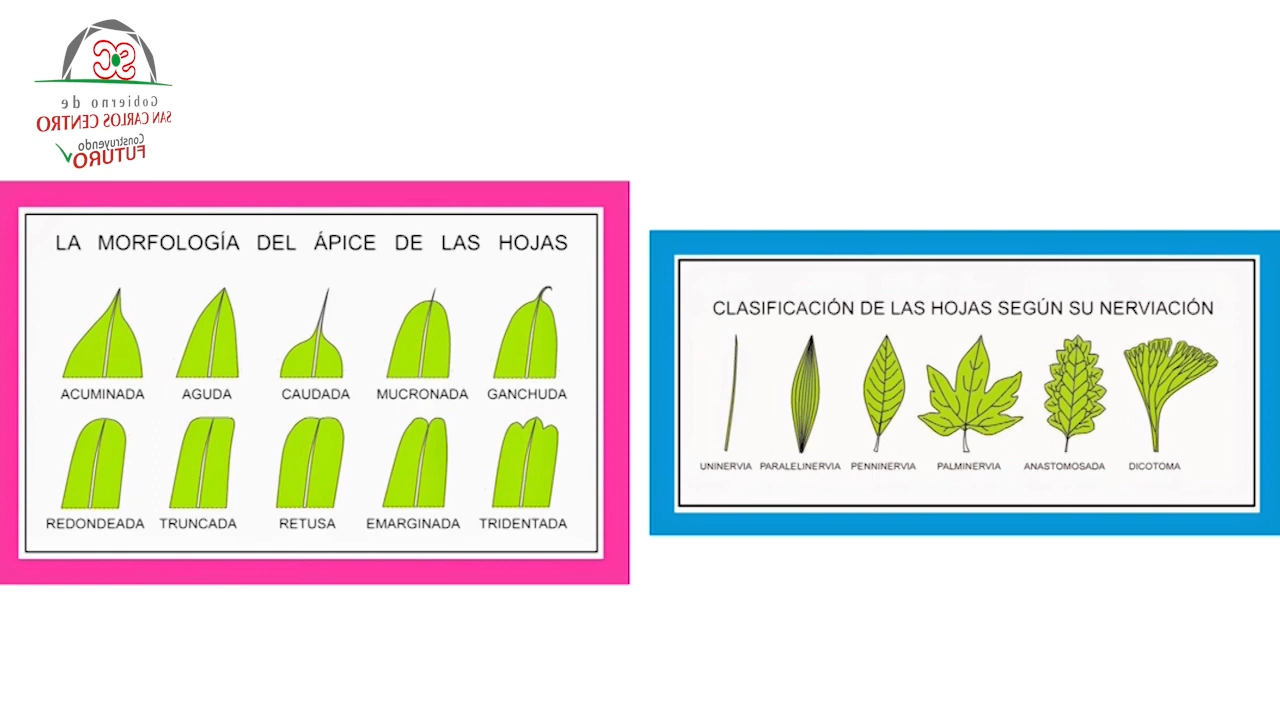 Gobierno de
SAN CARLOS CENTRO
Construyendo
FUTURO
LA MORFOLOGÍA DEL ÁPICE DE LAS HOJAS
ACUMINADA AGUDA CAUDADA MUCRONADA GANCHUDA
REDONDEADA TRUNCADA RETUSA EMARGINADA TRIDENTADA
CLASIFICACIÓN DE LAS HOJAS SEGÚN SU NERVIACIÓN
UNINERVIA PARALELINERVIA PENNINERVIA PALMINERVIA ANASTOMOSADA DICOTOMA